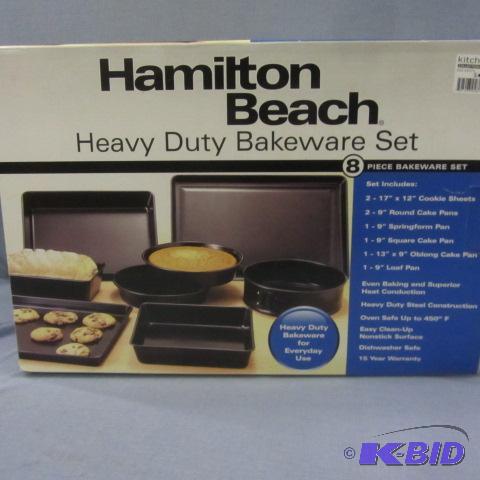 Hamilton
Beach®
Heavy Duty Bakeware Set
8 PIECE BAKEWARE SET
Set Includes:
2 - 17" x 12" Cookie Sheets
2 - 9" Round Cake Pans
1 - 9" Springform Pan
1 - 9" Square Cake Pan
1 - 13" x 9" Oblong Cake Pan
1 - 9" Loaf Pan
Even Baking and Superior
Heat Conduction
Heavy Duty Steel Construction
Oven Safe Up to 450° F
Easy Clean-Up
Nonstick Surface
Dishwasher Safe
15 Year Warranty
Heavy Duty
Bakeware
for
Everyday
Use
© K-BID